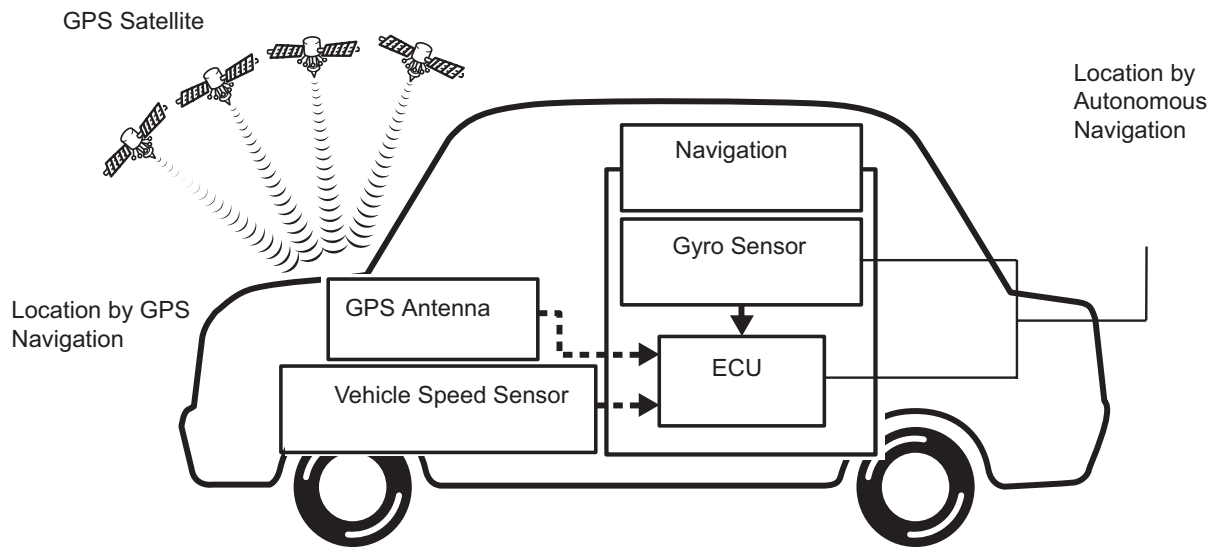 GPS Satellite
Location by
Autonomous
Navigation
Navigation
Gyro Sensor
Location by GPS
Navigation
GPS Antenna
ECU
Vehicle Speed Sensor